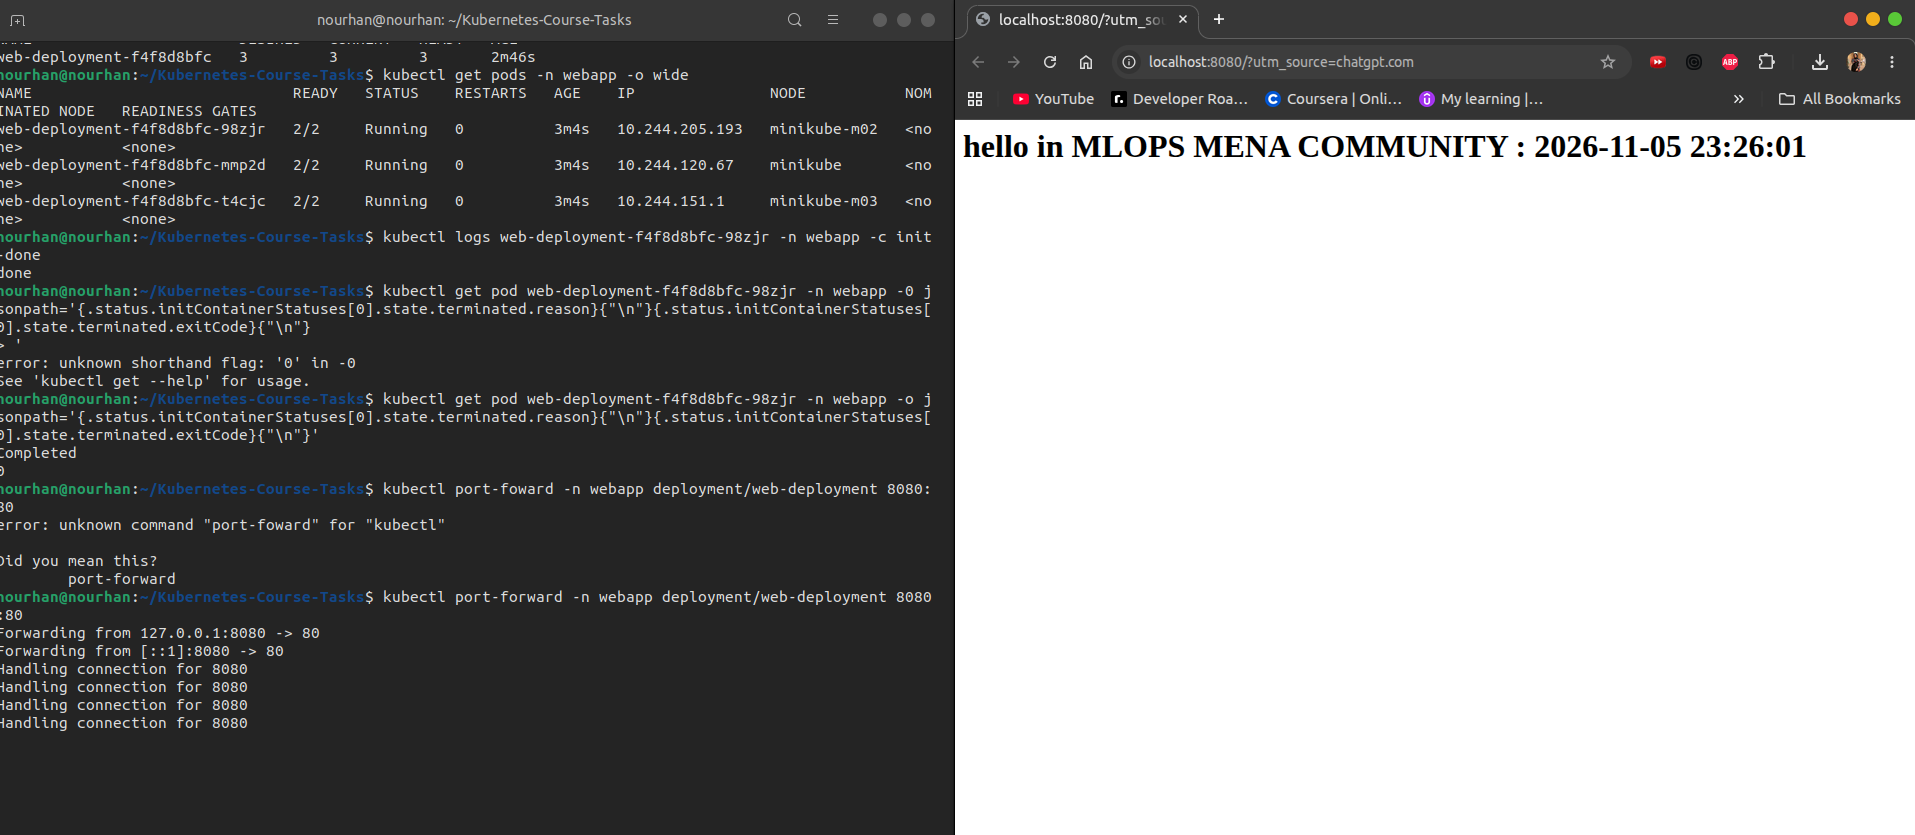 nourhan@nourhan: ~/Kubernetes-Course-Tasks
web-deployment-f4f8d8bfc   3         3         3       2m46s
nourhan@nourhan:~/Kubernetes-Course-Tasks$ kubectl get pods -n webapp -o wide
NAME                             READY   STATUS    RESTARTS   AGE   IP               NODE           NOM
INATED NODE   READINESS GATES
web-deployment-f4f8d8bfc-98zjr   2/2     Running   0          3m4s   10.244.205.193   minikube-m02   <no
ne>           <none>
web-deployment-f4f8d8bfc-mmp2d   2/2     Running   0          3m4s   10.244.120.67    minikube       <no
ne>           <none>
web-deployment-f4f8d8bfc-t4cjc   2/2     Running   0          3m4s   10.244.151.1     minikube-m03   <no
ne>           <none>
nourhan@nourhan:~/Kubernetes-Course-Tasks$ kubectl logs web-deployment-f4f8d8bfc-98zjr -n webapp -c init
-done
done
nourhan@nourhan:~/Kubernetes-Course-Tasks$ kubectl get pod web-deployment-f4f8d8bfc-98zjr -n webapp -0 j
sonpath='{.status.initContainerStatuses[0].state.terminated.reason}{"\n"}{.status.initContainerStatuses[
0].state.terminated.exitCode}{"\n"}
> '
error: unknown shorthand flag: '0' in -0
See 'kubectl get --help' for usage.
nourhan@nourhan:~/Kubernetes-Course-Tasks$ kubectl get pod web-deployment-f4f8d8bfc-98zjr -n webapp -o j
sonpath='{.status.initContainerStatuses[0].state.terminated.reason}{"\n"}{.status.initContainerStatuses[
0].state.terminated.exitCode}{"\n"}'
Completed
0
nourhan@nourhan:~/Kubernetes-Course-Tasks$ kubectl port-foward -n webapp deployment/web-deployment 8080:
80
error: unknown command "port-foward" for "kubectl"
Did you mean this?
port-forward
nourhan@nourhan:~/Kubernetes-Course-Tasks$ kubectl port-forward -n webapp deployment/web-deployment 8080
:80
Forwarding from 127.0.0.1:8080 -> 80
Forwarding from [::1]:8080 -> 80
Handling connection for 8080
Handling connection for 8080
Handling connection for 8080
Handling connection for 8080
localhost:8080/?utm_so
localhost:8080/?utm_source=chatgpt.com
ABP
YouTube   Developer Roa...   Coursera | Onli...   My learning |...   »   All Bookmarks
hello in MLOPS MENA COMMUNITY : 2026-11-05 23:26:01